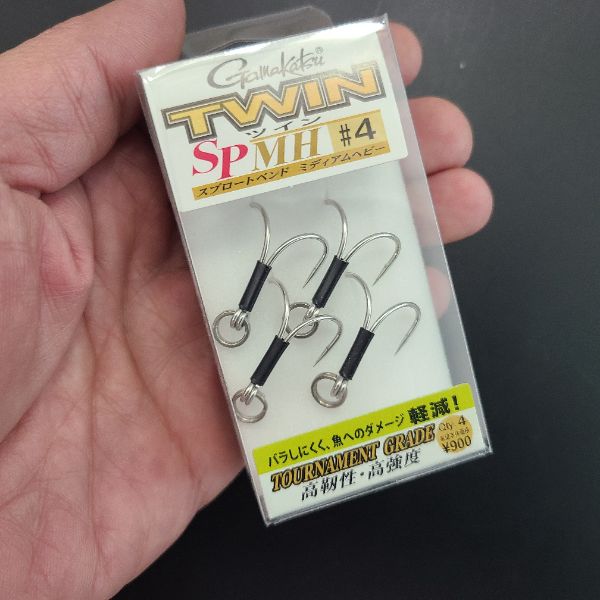 Gamakatsu®
TWIN
ツイン
SP MH #4
スプロートベンド ミディアムヘビー
バラしにくく、魚へのダメージ 軽減!
TOURNAMENT GRADE
高靭性・高強度
Qty. 4
¥900